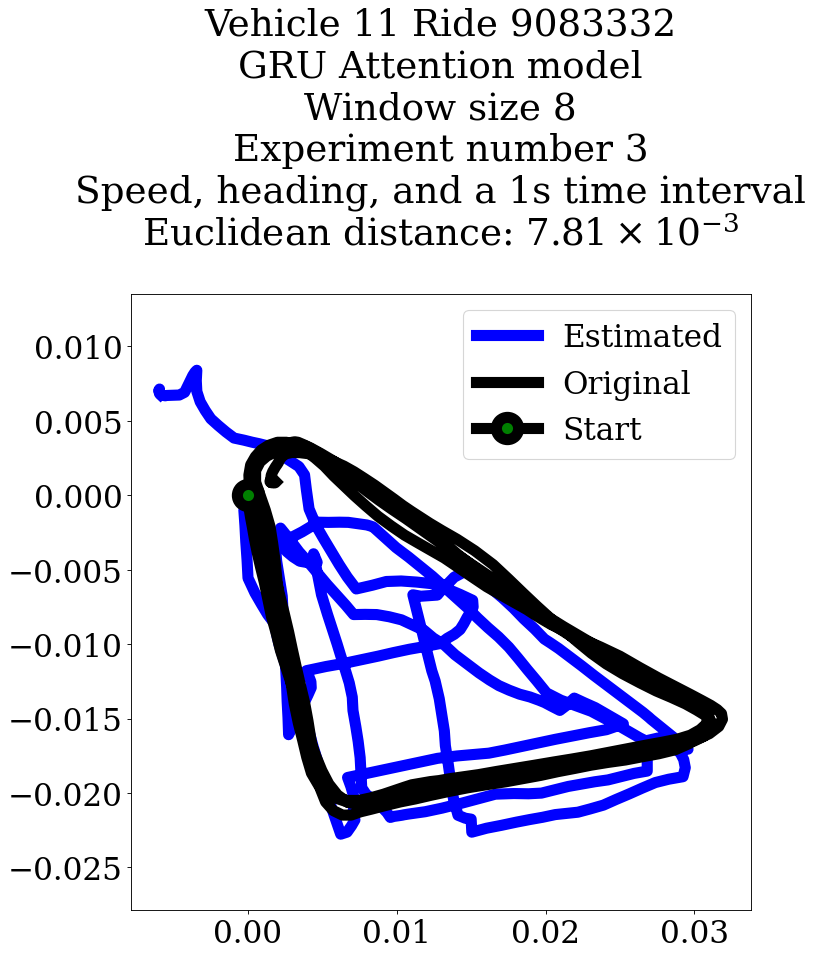 Vehicle 11 Ride 9083332
GRU Attention model
Window size 8
Experiment number 3
Speed, heading, and a 1s time interval
Euclidean distance: 7.81 × 10⁻³
Estimated
Original
Start
0.010
0.005
0.000
−0.005
−0.010
−0.015
−0.020
−0.025
0.00 0.01 0.02 0.03